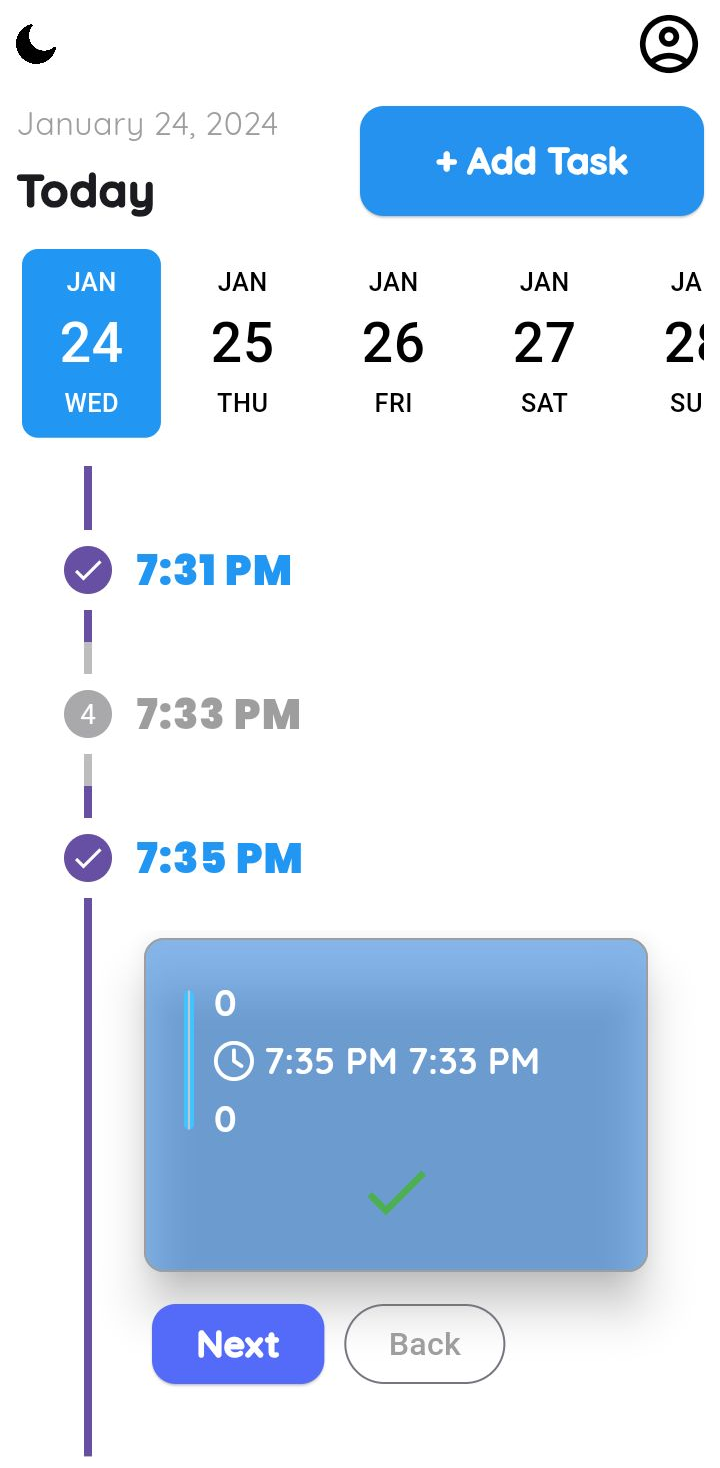 January 24, 2024
Today
+ Add Task
JAN JAN JAN JAN JA
24 25 26 27 28
WED THU FRI SAT SU
7:31 PM
4 7:33 PM
7:35 PM
0
7:35 PM 7:33 PM
0
Next Back